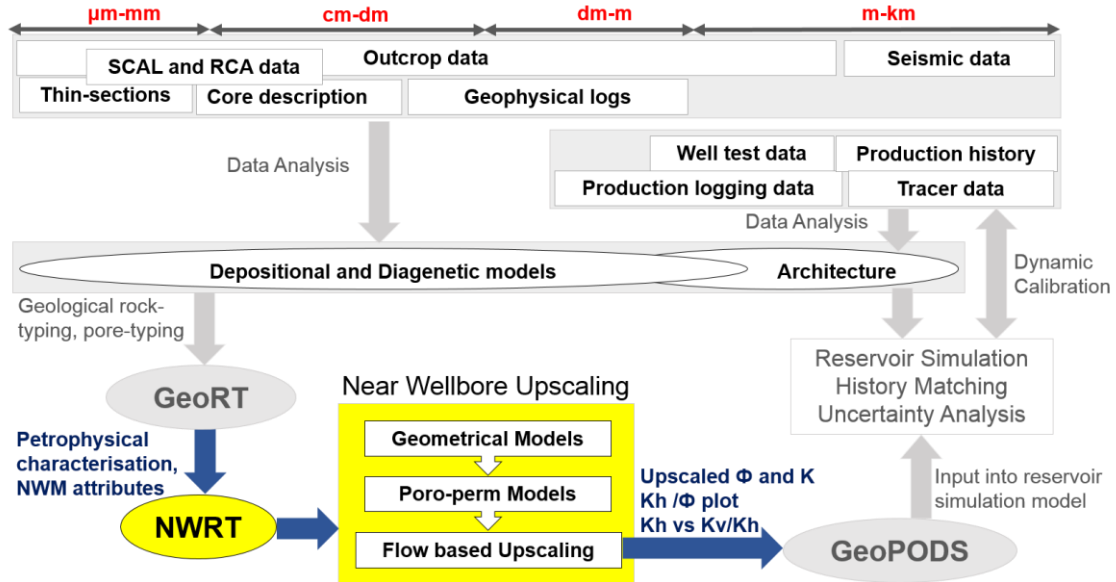 µm-mm
cm-dm
dm-m
m-km
Outcrop data
Seismic data
SCAL and RCA data
Thin-sections
Core description
Geophysical logs
Data Analysis
Well test data
Production history
Production logging data
Tracer data
Data Analysis
Depositional and Diagenetic models
Architecture
Dynamic
Calibration
Geological rock-
typing, pore-typing
GeoRT
Near Wellbore Upscaling
Reservoir Simulation
History Matching
Uncertainty Analysis
Petrophysical
characterisation,
NWM attributes
Geometrical Models
Poro-perm Models
Flow based Upscaling
NWRT
Upscaled Φ and K
Kh /Φ plot
Kh vs Kv/Kh
Input into reservoir
simulation model
GeoPODS